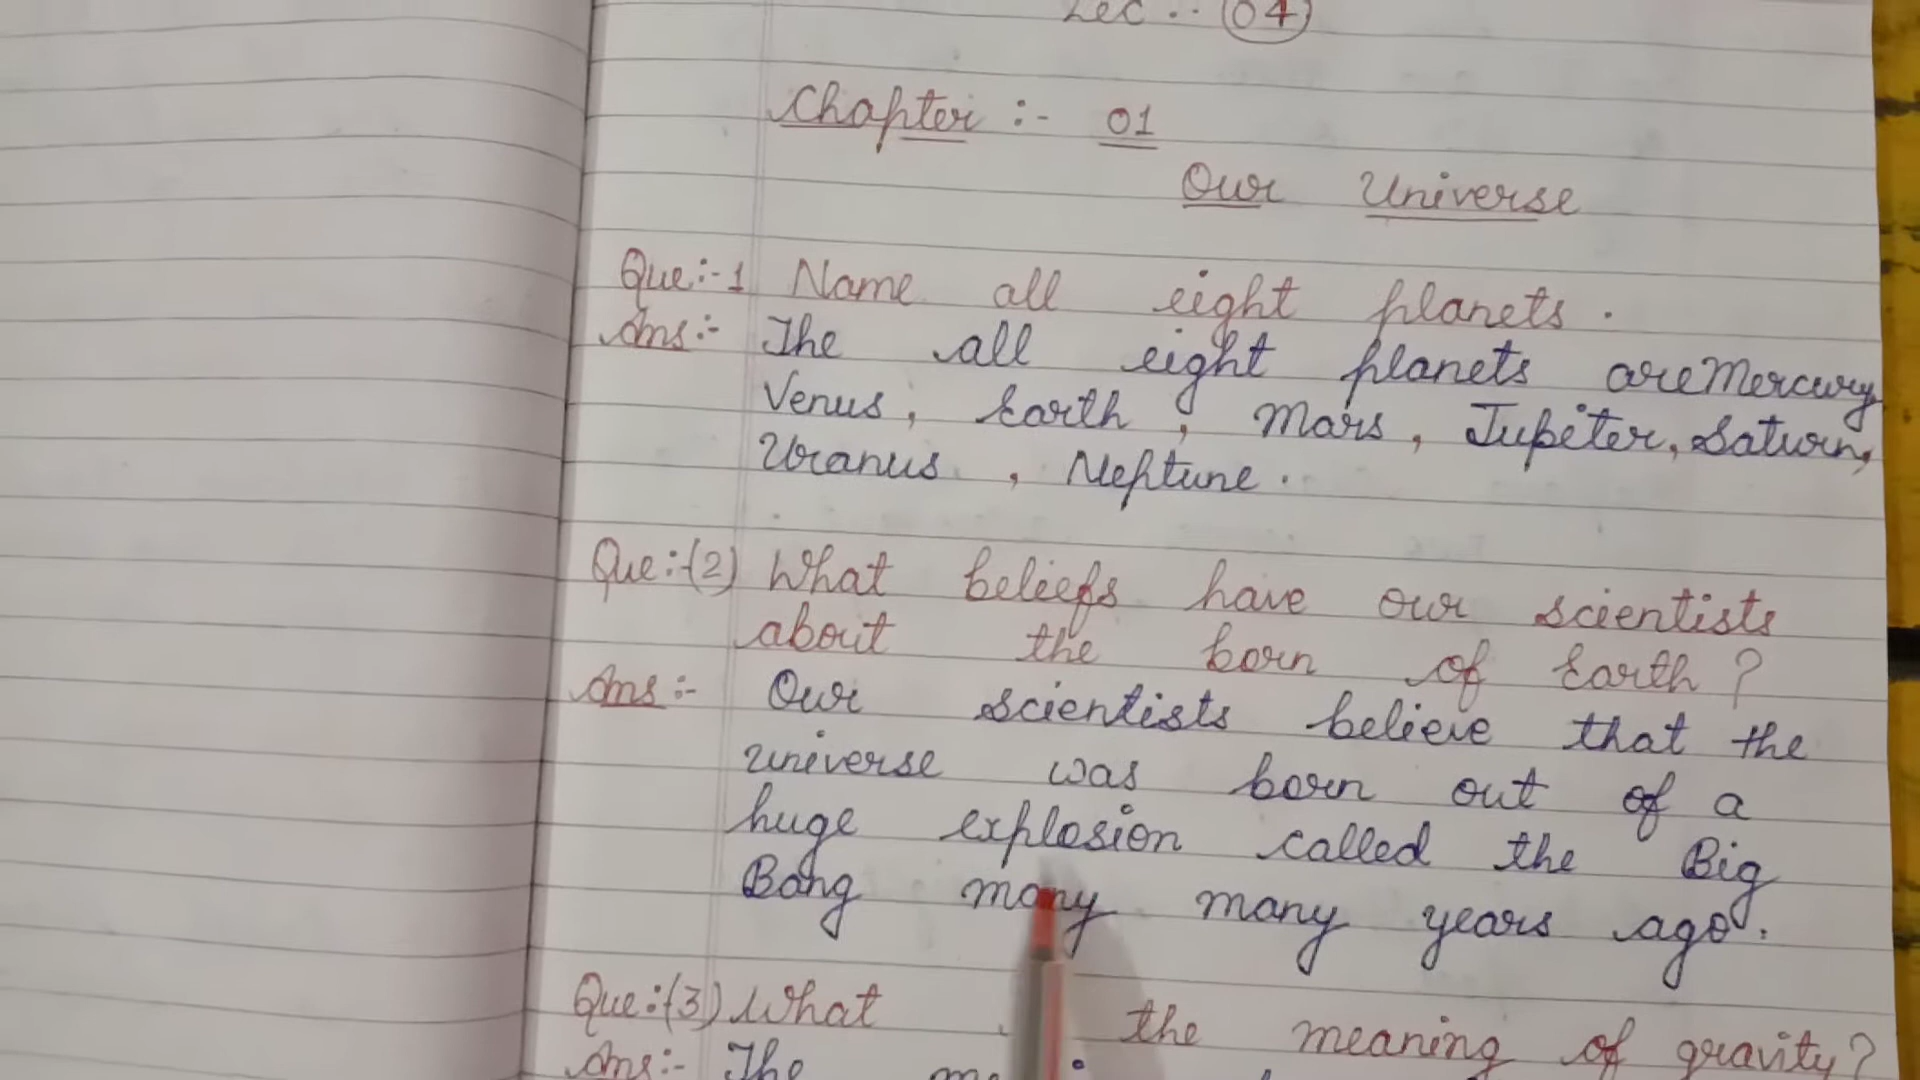 Lec :- 04
Chapter :- 01
Our Universe
Que:-1 Name all eight planets.
Ans:- The all eight planets are Mercury,
Venus, Earth, Mars, Jupiter, Saturn,
Uranus, Neptune.
Que:-(2) What beliefs have our scientists
about the born of Earth?
Ans:- Our scientists believe that the
universe was born out of a
huge explosion called the Big
Bang many many years ago.
Que:-(3) What the meaning of gravity?
Ans:- The